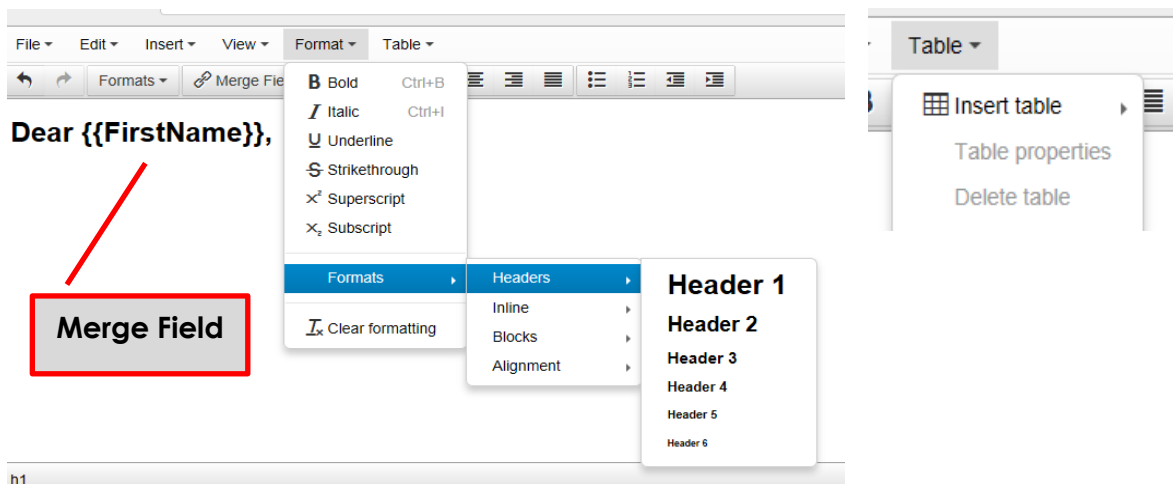 File Edit Insert View Format Table
Formats Merge Fie
Dear {{FirstName}},
B Bold Ctrl+B
I Italic Ctrl+I
U Underline
S Strikethrough
x² Superscript
x₂ Subscript
Formats
Clear formatting
Headers
Inline
Blocks
Alignment
Header 1
Header 2
Header 3
Header 4
Header 5
Header 6
Merge Field
h1
Table
Insert table
Table properties
Delete table